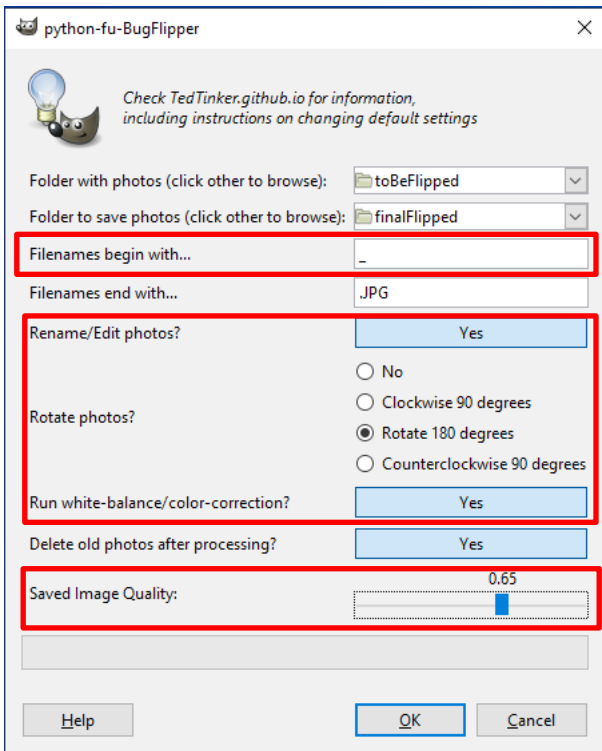 python-fu-BugFlipper
Check TedTinker.github.io for information,
including instructions on changing default settings
Folder with photos (click other to browse): toBeFlipped
Folder to save photos (click other to browse): finalFlipped
Filenames begin with... _
Filenames end with... .JPG
Rename/Edit photos? Yes
Rotate photos?
No
Clockwise 90 degrees
Rotate 180 degrees
Counterclockwise 90 degrees
Run white-balance/color-correction? Yes
Delete old photos after processing? Yes
Saved Image Quality: 0.65
Help OK Cancel